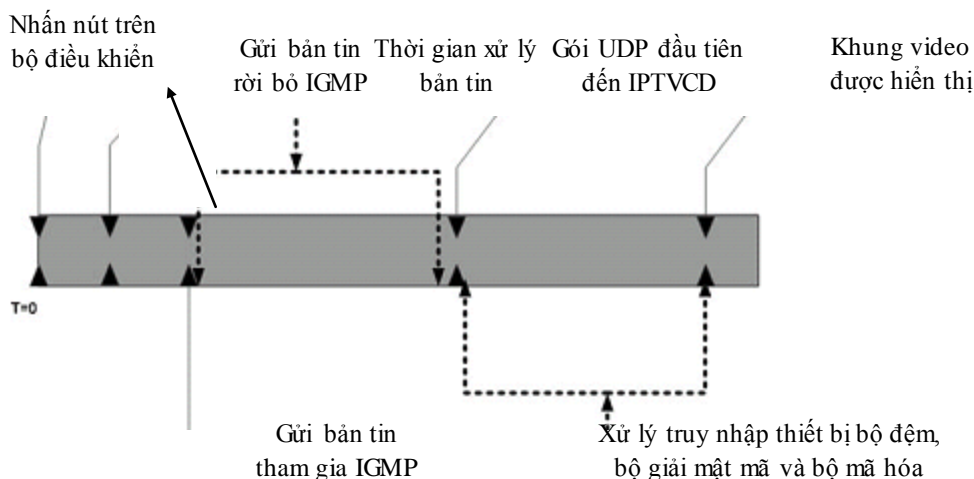 Nhấn nút trên
bộ điều khiển
Gửi bản tin
rời bỏ IGMP
Thời gian xử lý
bản tin
Gói UDP đầu tiên
đến IPTVCD
Khung video
được hiển thị
T=0
Gửi bản tin
tham gia IGMP
Xử lý truy nhập thiết bị bộ đệm,
bộ giải mật mã và bộ mã hóa